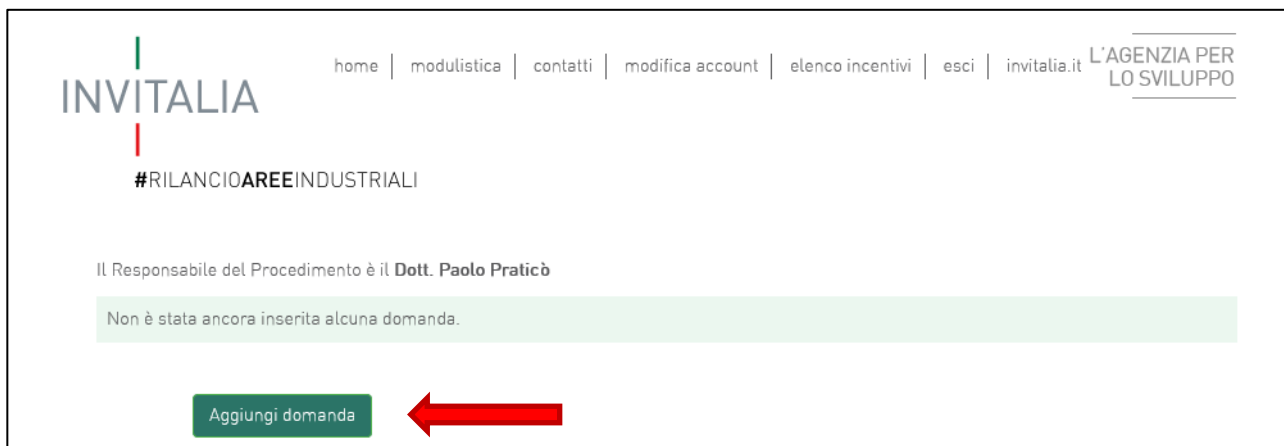 INVITALIA
home | modulistica | contatti | modifica account | elenco incentivi | esci | invitalia.it
L'AGENZIA PER
LO SVILUPPO
#RILANCIOAREEINDUSTRIALI
Il Responsabile del Procedimento è il Dott. Paolo Praticò
Non è stata ancora inserita alcuna domanda.
Aggiungi domanda